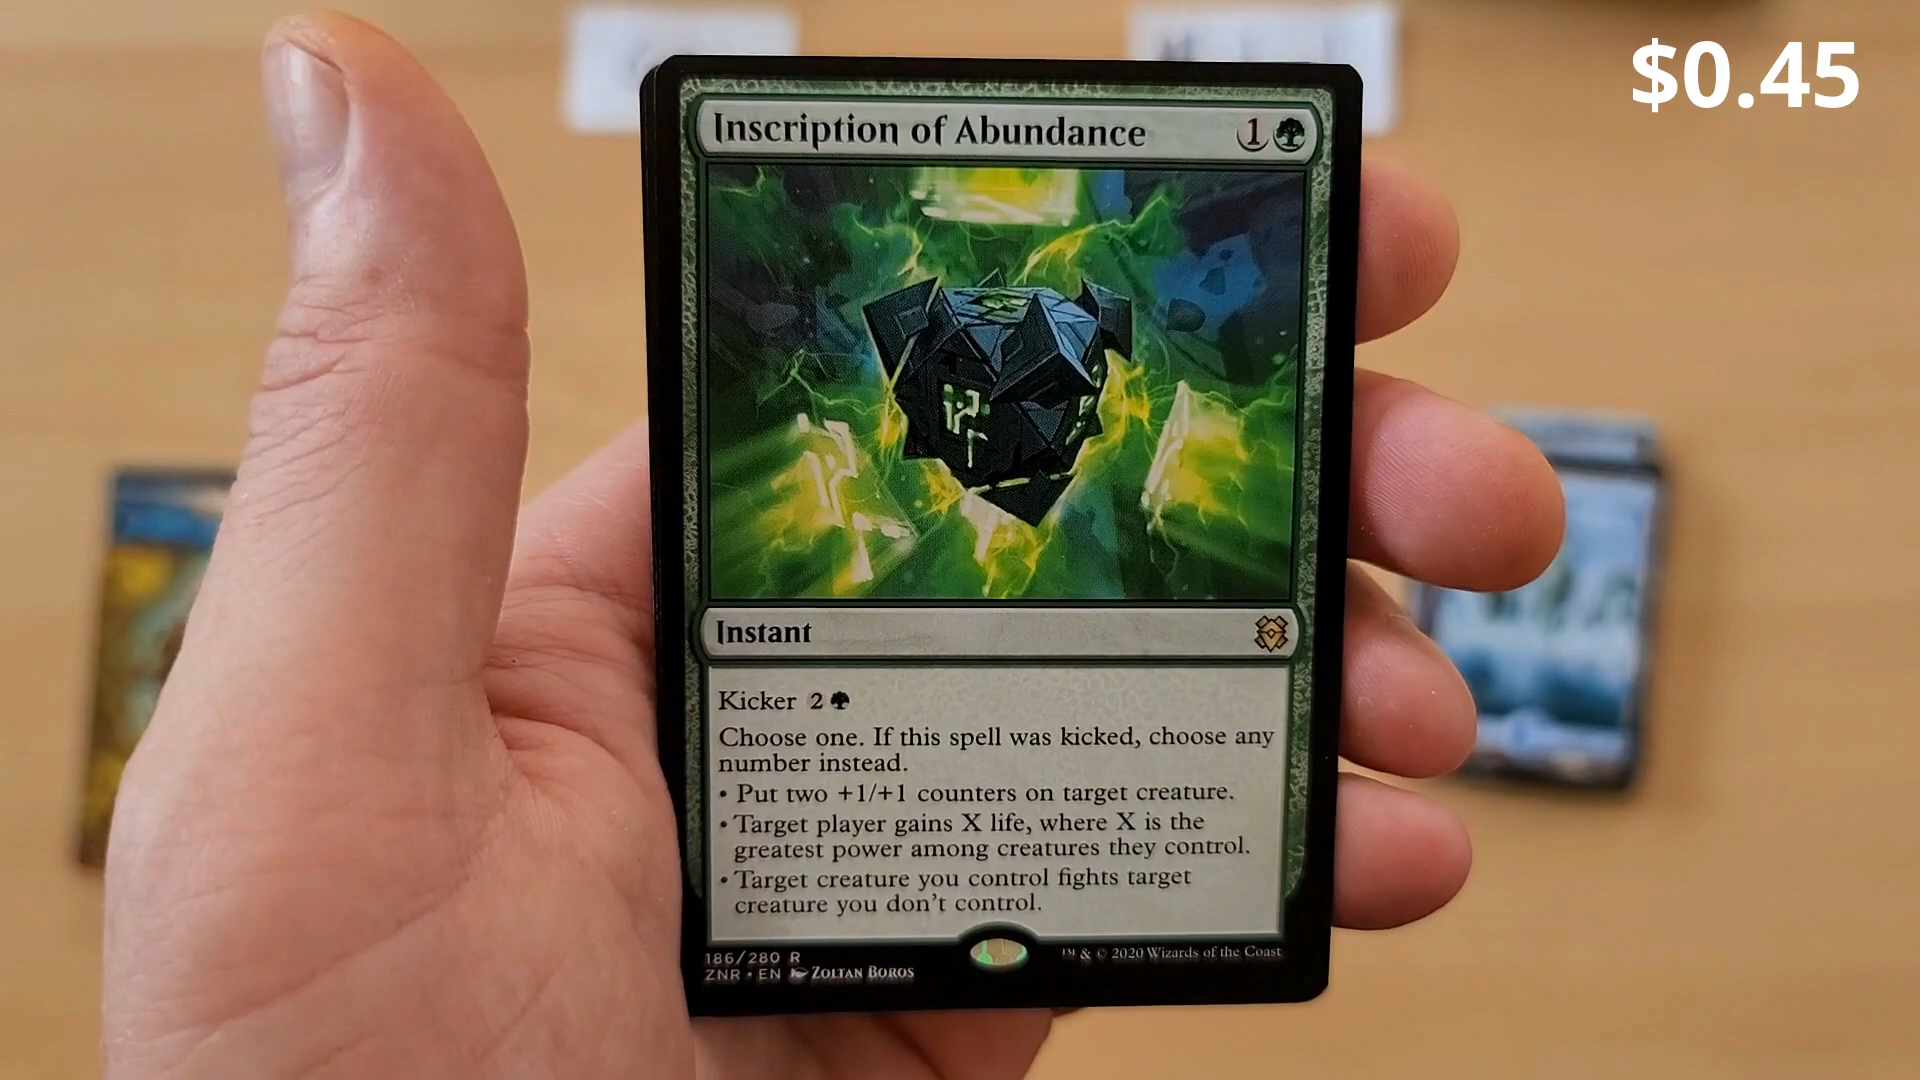 $0.45
Inscription of Abundance 1
Instant
Kicker 2
Choose one. If this spell was kicked, choose any
number instead.
• Put two +1/+1 counters on target creature.
• Target player gains X life, where X is the
greatest power among creatures they control.
• Target creature you control fights target
creature you don't control.
186/280 R
ZNR • EN Zoltan Boros
™ & © 2020 Wizards of the Coast